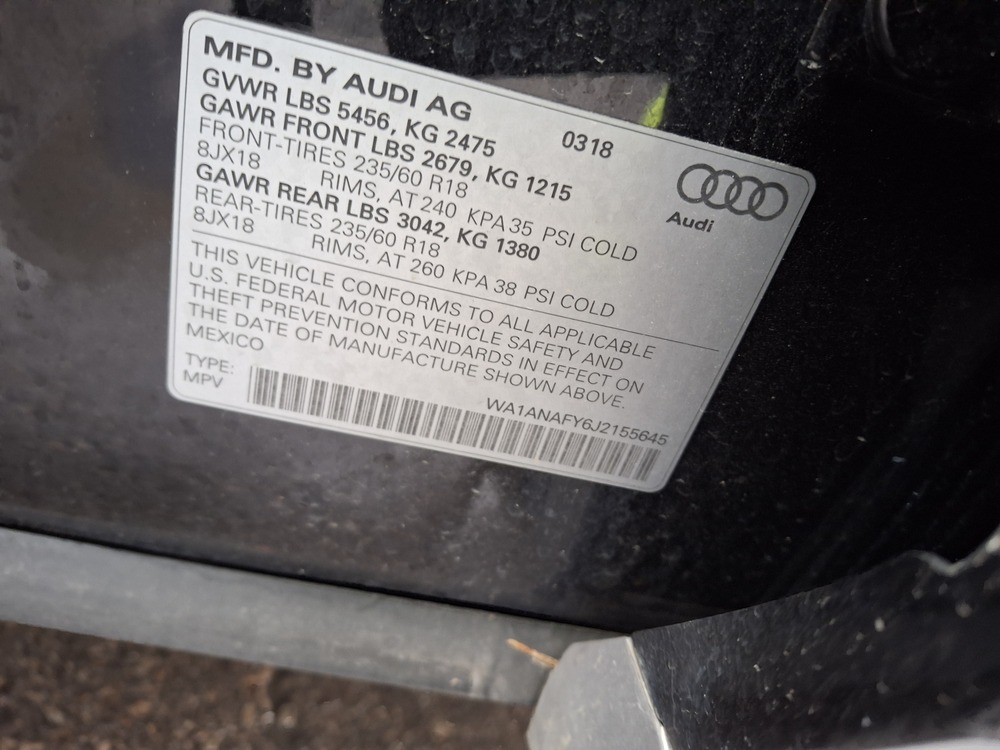 MFD. BY AUDI AG
GVWR LBS 5456, KG 2475 0318
GAWR FRONT LBS 2679, KG 1215
FRONT-TIRES 235/60 R18
8JX18 RIMS, AT 240 KPA 35 PSI COLD
GAWR REAR LBS 3042, KG 1380
REAR-TIRES 235/60 R18
8JX18 RIMS, AT 260 KPA 38 PSI COLD
Audi
THIS VEHICLE CONFORMS TO ALL APPLICABLE
U.S. FEDERAL MOTOR VEHICLE SAFETY AND
THEFT PREVENTION STANDARDS IN EFFECT ON
THE DATE OF MANUFACTURE SHOWN ABOVE.
MEXICO
TYPE:
MPV
WA1ANAFY6J2155645